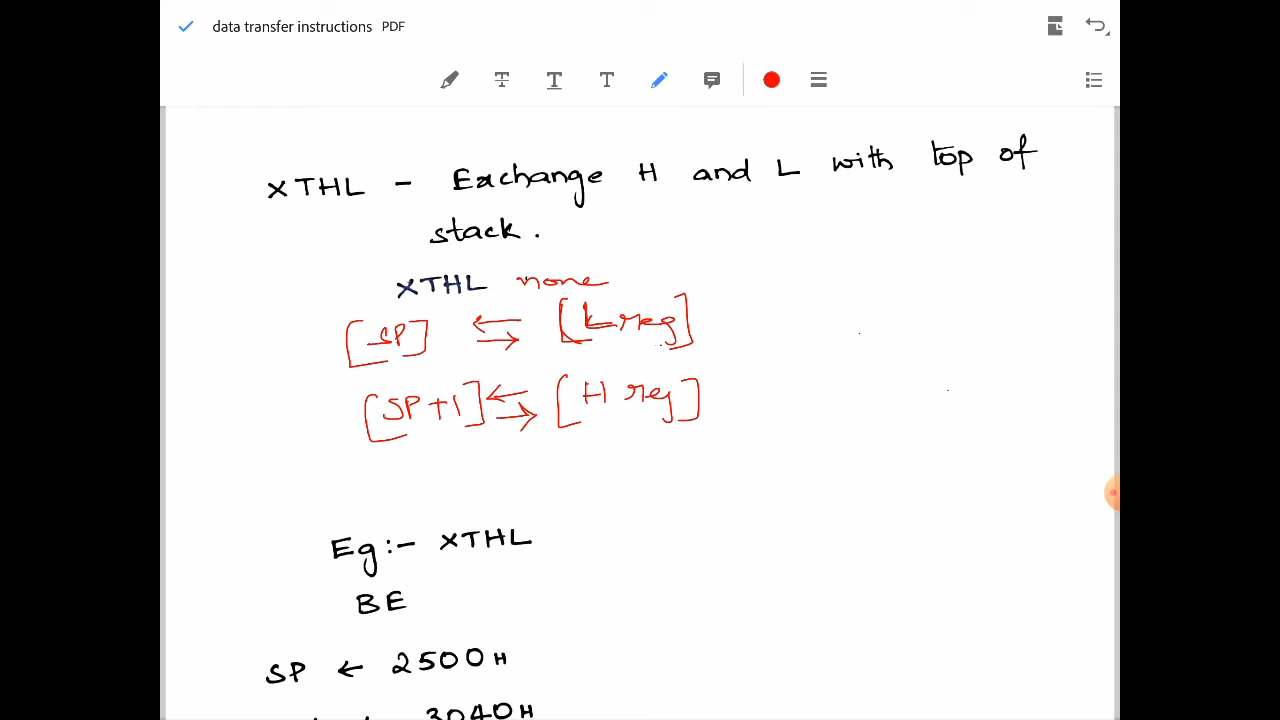 data transfer instructions PDF
XTHL - Exchange H and L with top of
stack.
XTHL none
[SP] ⇆ [L reg]
[SP+1] ⇆ [H reg]
Eg:- XTHL
BE
SP ← 2500H
3040H